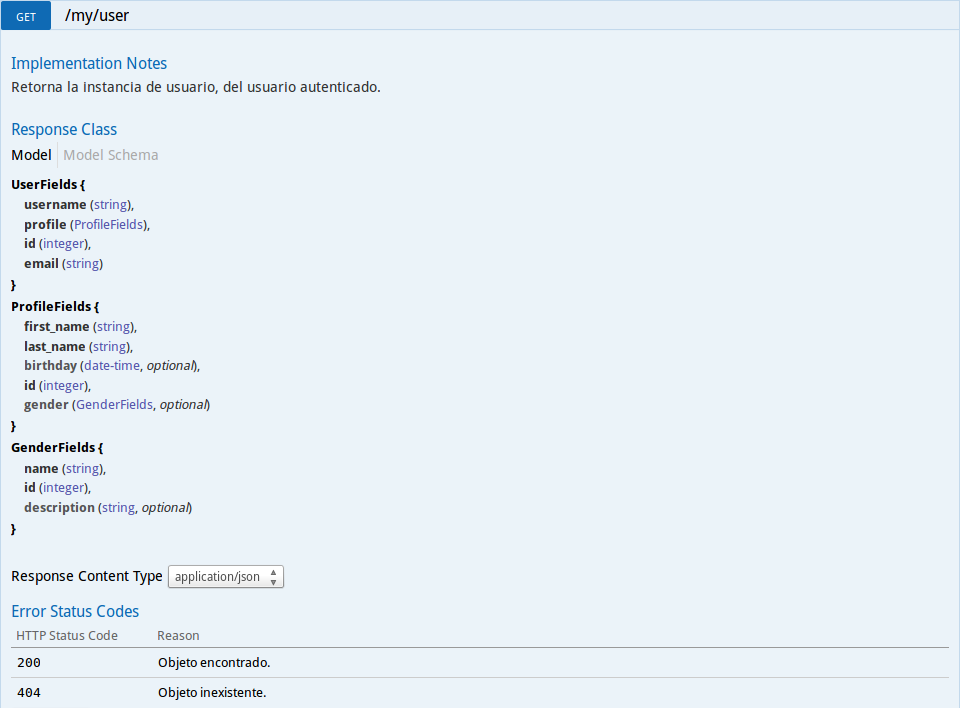 GET /my/user
Implementation Notes
Retorna la instancia de usuario, del usuario autenticado.
Response Class
Model Model Schema
UserFields {
username (string),
profile (ProfileFields),
id (integer),
email (string)
}
ProfileFields {
first_name (string),
last_name (string),
birthday (date-time, optional),
id (integer),
gender (GenderFields, optional)
}
GenderFields {
name (string),
id (integer),
description (string, optional)
}
Response Content Type application/json
Error Status Codes
HTTP Status Code Reason
200 Objeto encontrado.
404 Objeto inexistente.